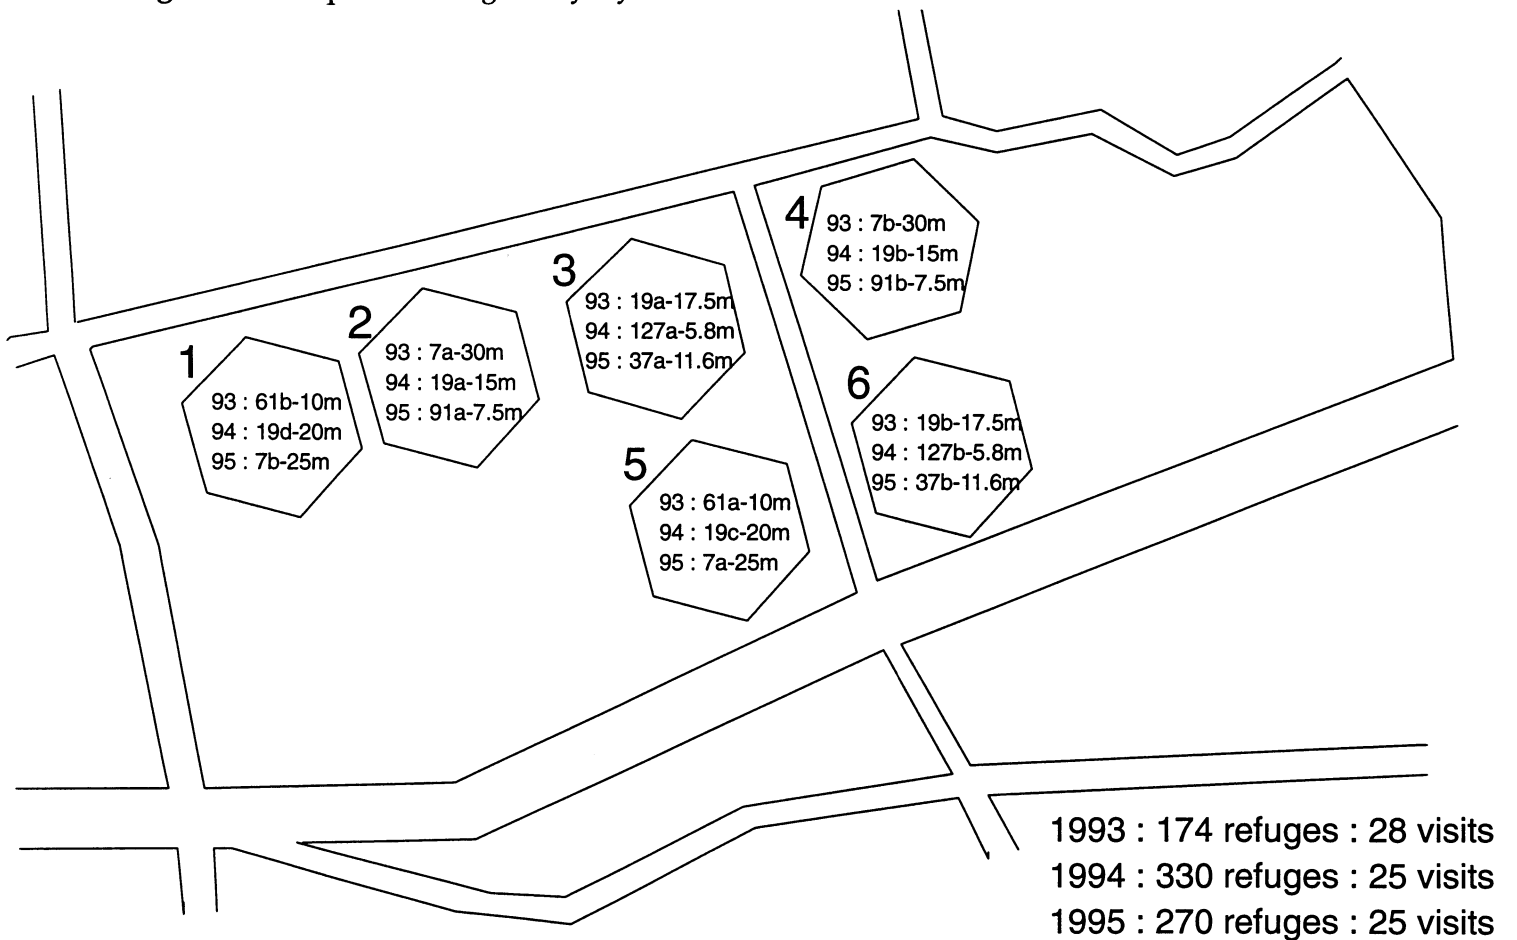 1
93 : 61b-10m
94 : 19d-20m
95 : 7b-25m
2
93 : 7a-30m
94 : 19a-15m
95 : 91a-7.5m
3
93 : 19a-17.5m
94 : 127a-5.8m
95 : 37a-11.6m
4
93 : 7b-30m
94 : 19b-15m
95 : 91b-7.5m
5
93 : 61a-10m
94 : 19c-20m
95 : 7a-25m
6
93 : 19b-17.5m
94 : 127b-5.8m
95 : 37b-11.6m
1993 : 174 refuges : 28 visits
1994 : 330 refuges : 25 visits
1995 : 270 refuges : 25 visits